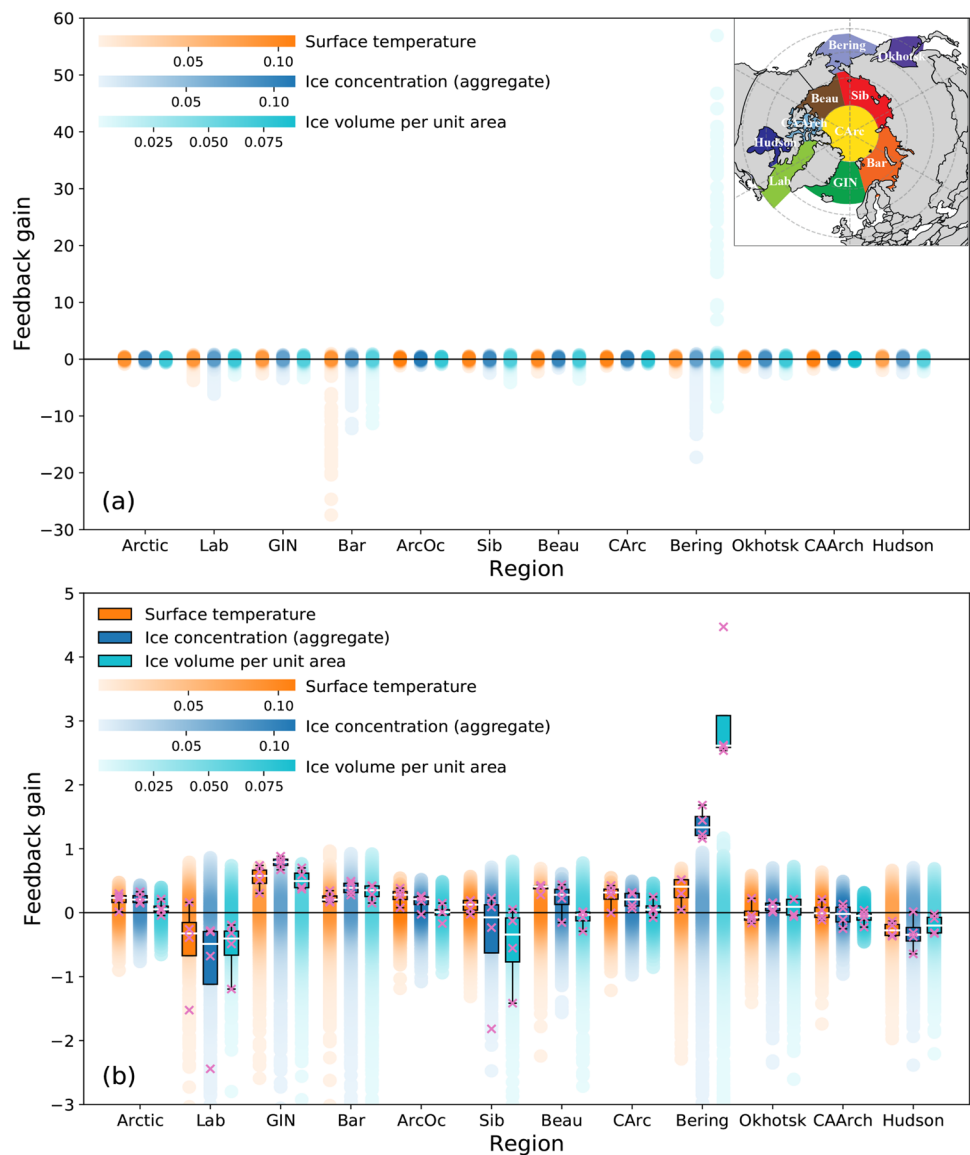 60
50
40
30
20
10
0
−10
−20
−30
Feedback gain
Surface temperature
0.05 0.10
Ice concentration (aggregate)
0.05 0.10
Ice volume per unit area
0.025 0.050 0.075
Bering
Okhotsk
Beau
Sib
CAArch
CArc
Hudson
Bar
Lab
GIN
(a)
Arctic Lab GIN Bar ArcOc Sib Beau CArc Bering Okhotsk CAArch Hudson
Region
5
4
3
2
1
0
−1
−2
−3
Feedback gain
Surface temperature
Ice concentration (aggregate)
Ice volume per unit area
Surface temperature
0.05 0.10
Ice concentration (aggregate)
0.05 0.10
Ice volume per unit area
0.025 0.050 0.075
(b)
Arctic Lab GIN Bar ArcOc Sib Beau CArc Bering Okhotsk CAArch Hudson
Region